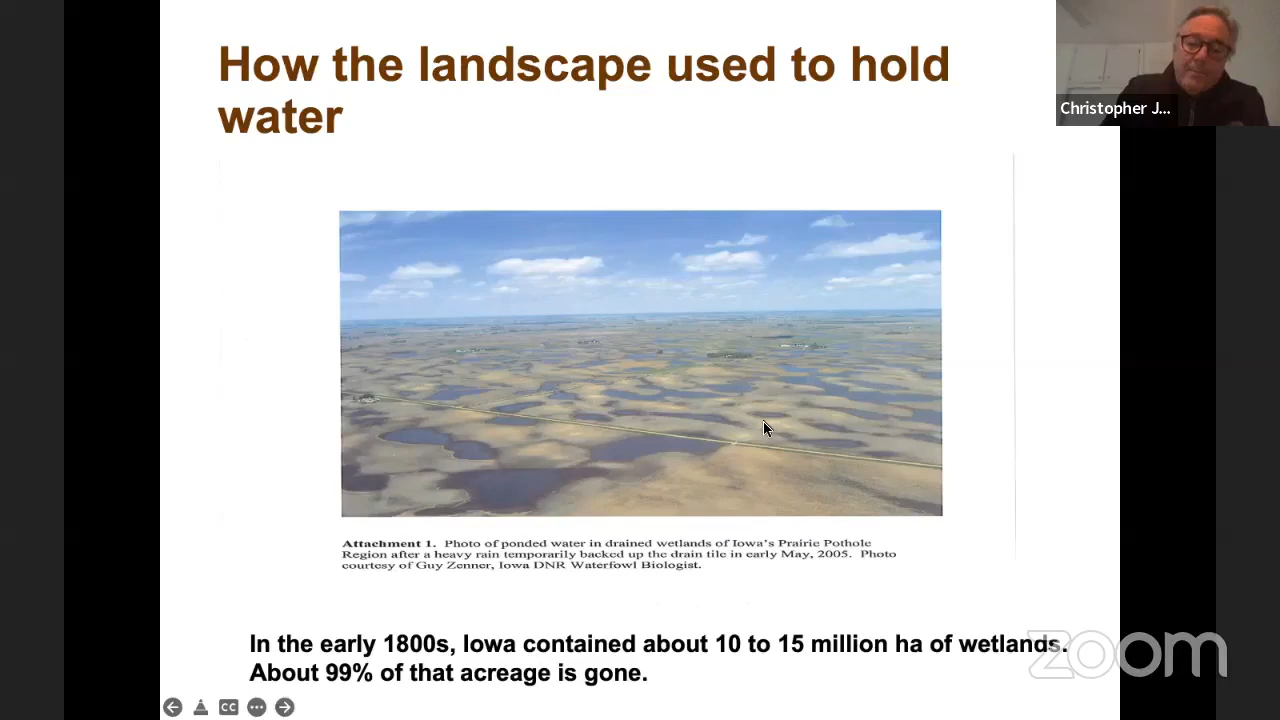 How the landscape used to hold
water
Christopher J...
Attachment 1. Photo of ponded water in drained wetlands of Iowa's Prairie Pothole
Region after a heavy rain temporarily backed up the drain tile in early May, 2005. Photo
courtesy of Guy Zenner, Iowa DNR Waterfowl Biologist.
In the early 1800s, Iowa contained about 10 to 15 million ha of wetlands.
About 99% of that acreage is gone.
zoom
CC